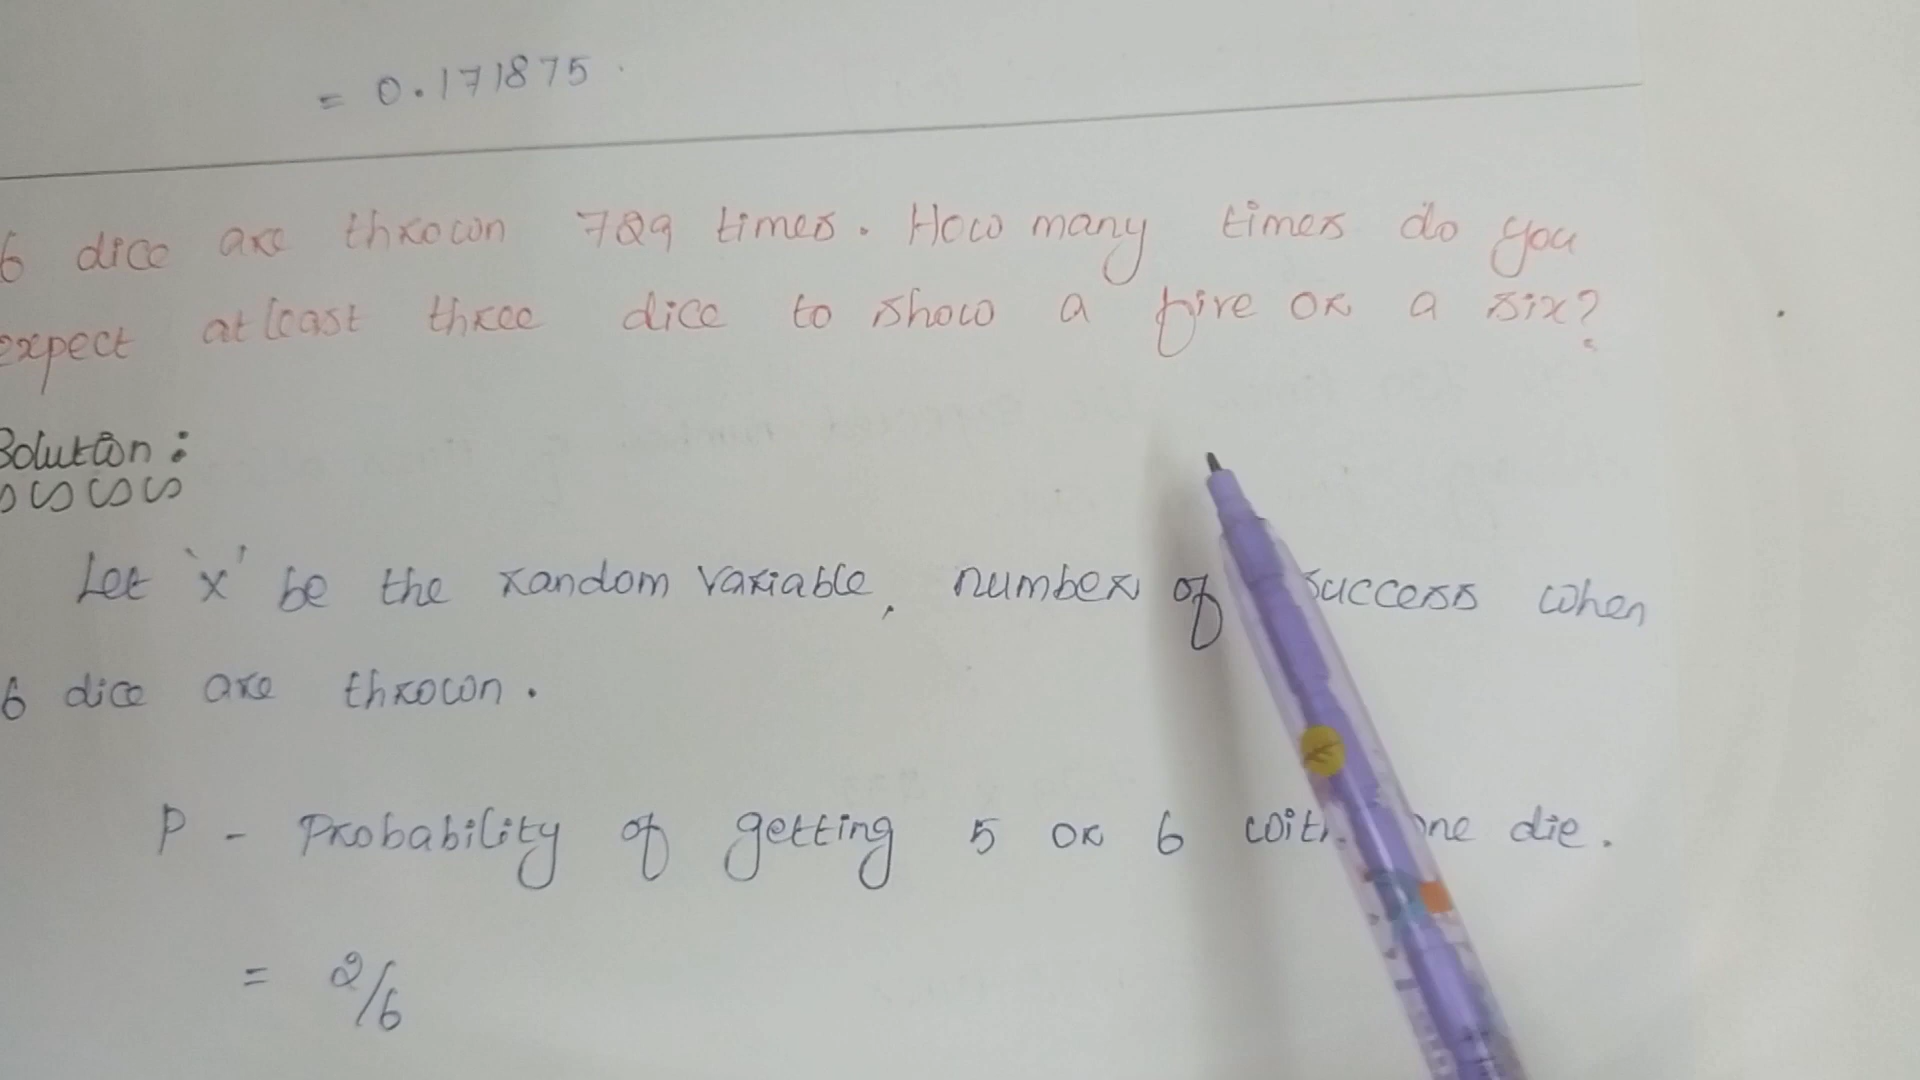 = 0.171875.
6 dice are thrown 729 times. How many times do you
expect atleast three dice to show a five or a six?
Solution:
Let 'x' be the random variable, number of success when
6 dice are thrown.
P - Probability of getting 5 or 6 with one die.
= 2/6